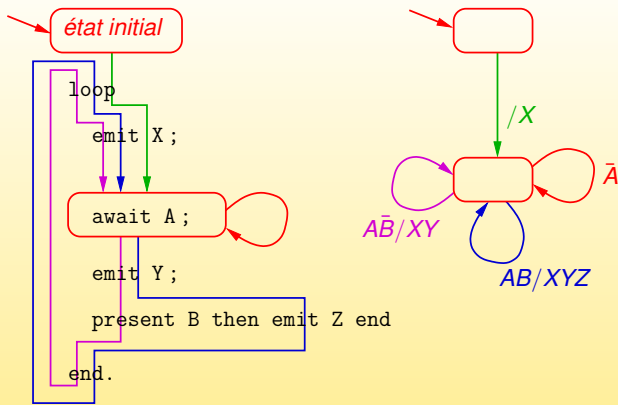 état initial
loop
emit X ;
await A ;
emit Y ;
present B then emit Z end
end.
/X
Ā
AB̄/XY
AB/XYZ